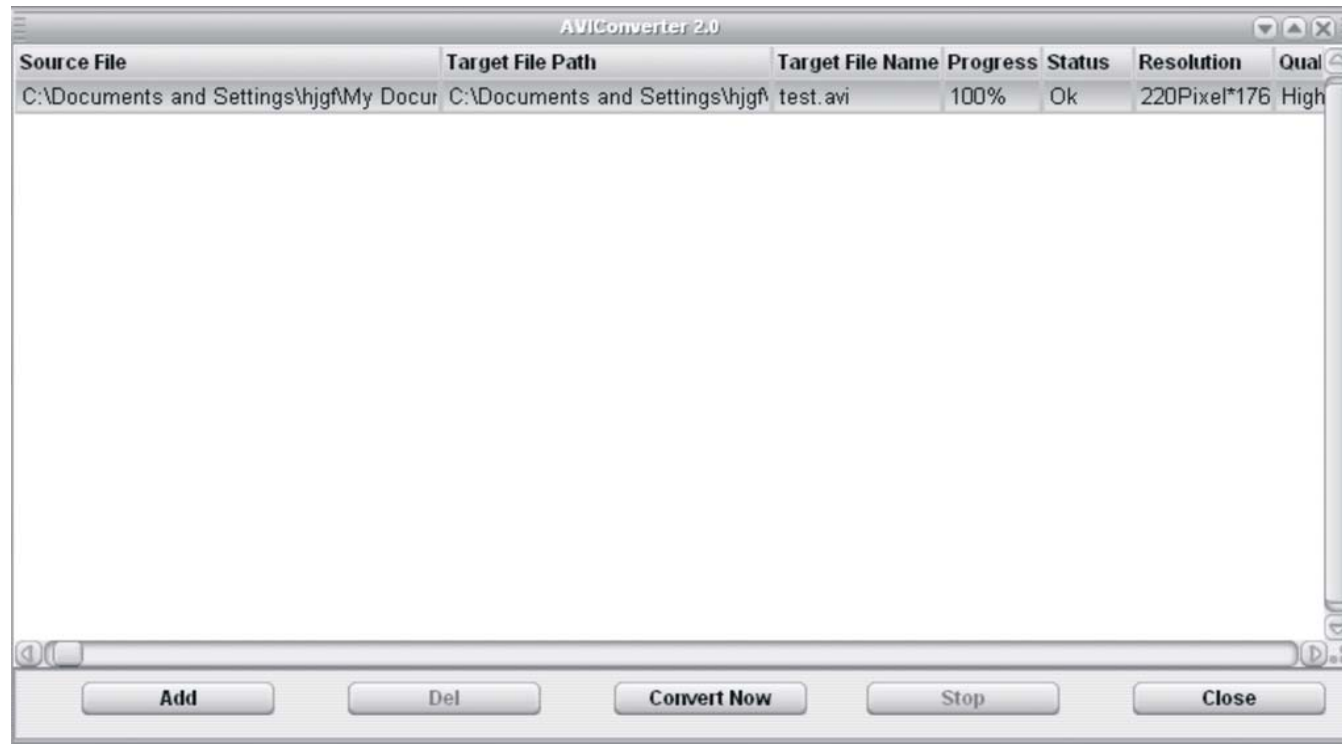 AVIConverter 2.0
Source File Target File Path Target File Name Progress Status Resolution Qual
C:\Documents and Settings\hjgf\My Docur C:\Documents and Settings\hjgf\ test.avi 100% Ok 220Pixel*176 High
Add Del Convert Now Stop Close